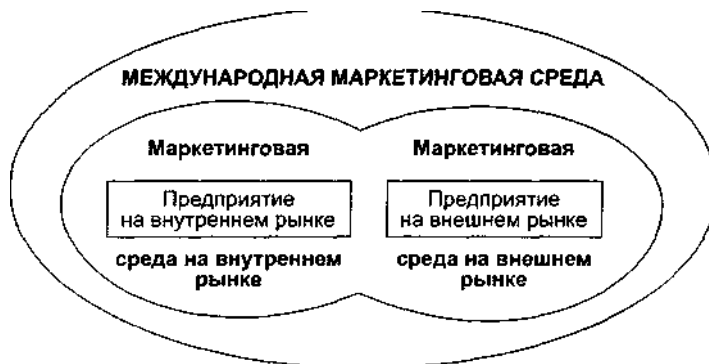 МЕЖДУНАРОДНАЯ МАРКЕТИНГОВАЯ СРЕДА
Маркетинговая
Предприятие
на внутреннем рынке
среда на внутреннем
рынке
Маркетинговая
Предприятие
на внешнем рынке
среда на внешнем
рынке